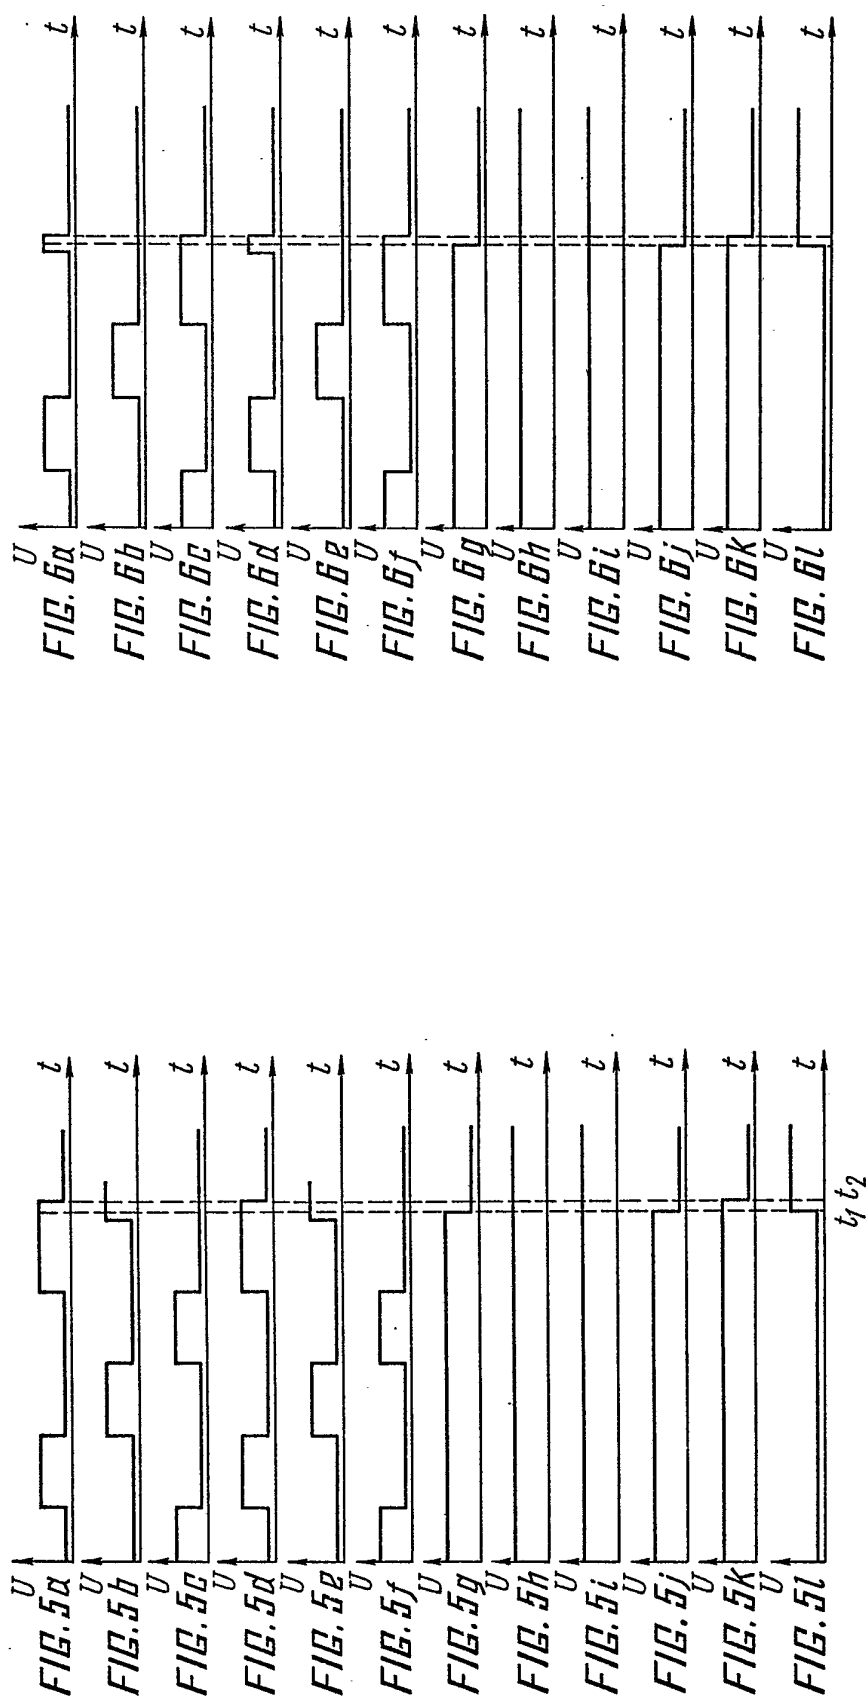 U
FIG. 5a
t
U
FIG. 5b
t
U
FIG. 5c
t
U
FIG. 5d
t
U
FIG. 5e
t
U
FIG. 5f
t
U
FIG. 5g
t
U
FIG. 5h
t
U
FIG. 5i
t
U
FIG. 5j
t
U
FIG. 5k
t
U
FIG. 5l
t
t1 t2
U
FIG. 6a
t
U
FIG. 6b
t
U
FIG. 6c
t
U
FIG. 6d
t
U
FIG. 6e
t
U
FIG. 6f
t
U
FIG. 6g
t
U
FIG. 6h
t
U
FIG. 6i
t
U
FIG. 6j
t
U
FIG. 6k
t
U
FIG. 6l
t